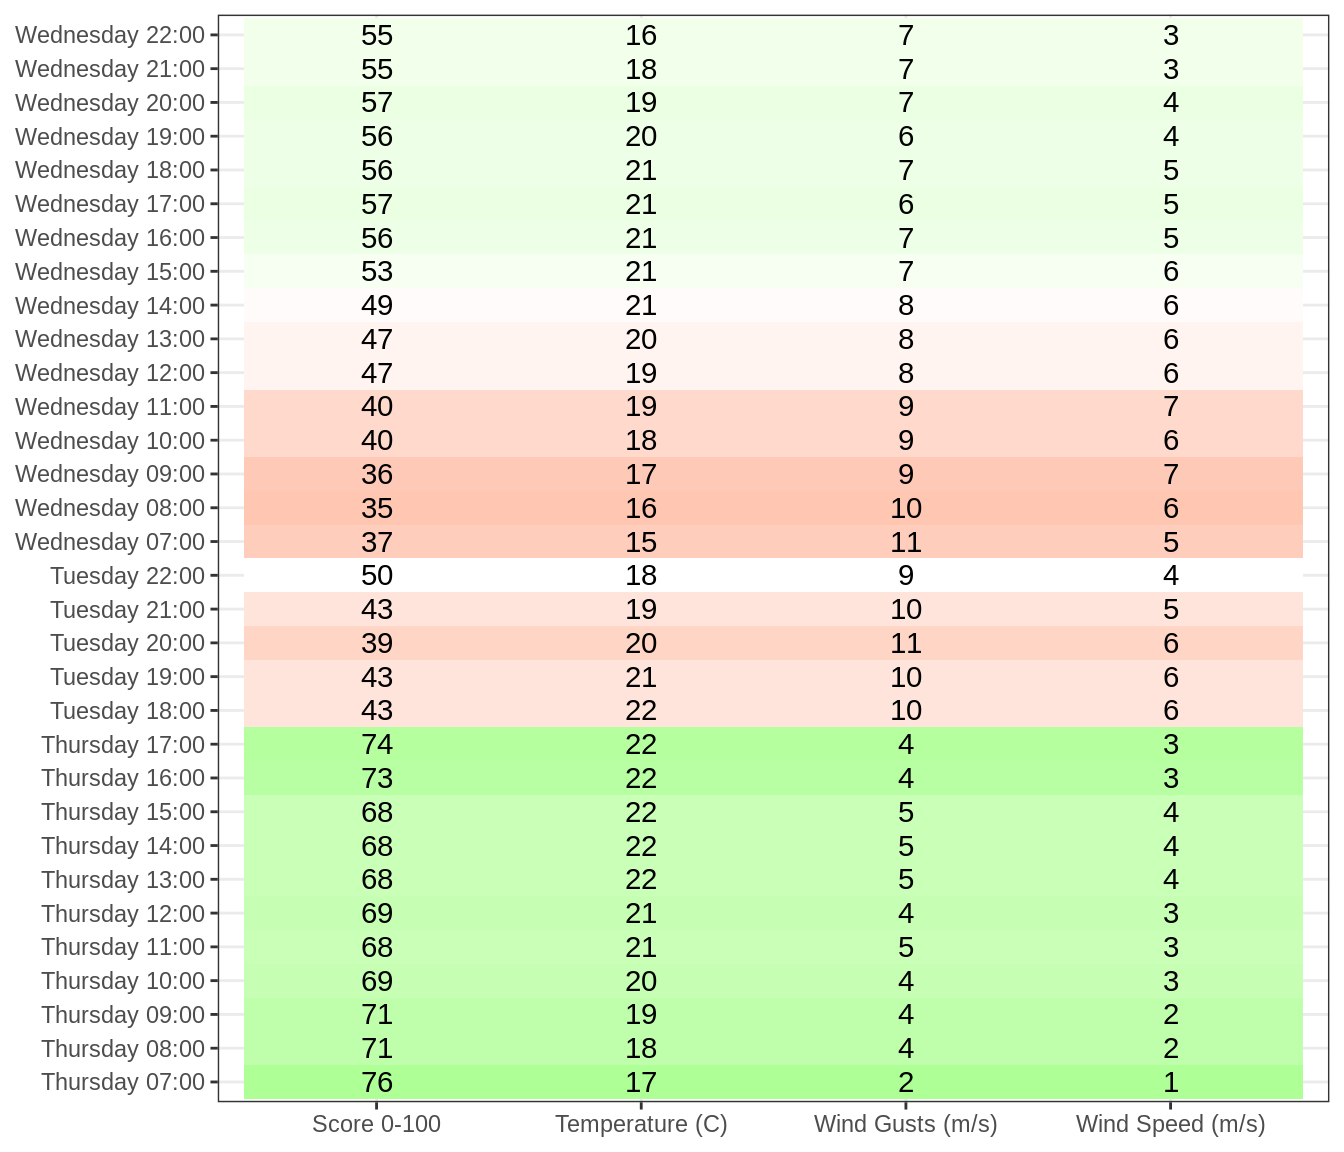 Wednesday 22:00 55 16 7 3
Wednesday 21:00 55 18 7 3
Wednesday 20:00 57 19 7 4
Wednesday 19:00 56 20 6 4
Wednesday 18:00 56 21 7 5
Wednesday 17:00 57 21 6 5
Wednesday 16:00 56 21 7 5
Wednesday 15:00 53 21 7 6
Wednesday 14:00 49 21 8 6
Wednesday 13:00 47 20 8 6
Wednesday 12:00 47 19 8 6
Wednesday 11:00 40 19 9 7
Wednesday 10:00 40 18 9 6
Wednesday 09:00 36 17 9 7
Wednesday 08:00 35 16 10 6
Wednesday 07:00 37 15 11 5
Tuesday 22:00 50 18 9 4
Tuesday 21:00 43 19 10 5
Tuesday 20:00 39 20 11 6
Tuesday 19:00 43 21 10 6
Tuesday 18:00 43 22 10 6
Thursday 17:00 74 22 4 3
Thursday 16:00 73 22 4 3
Thursday 15:00 68 22 5 4
Thursday 14:00 68 22 5 4
Thursday 13:00 68 22 5 4
Thursday 12:00 69 21 4 3
Thursday 11:00 68 21 5 3
Thursday 10:00 69 20 4 3
Thursday 09:00 71 19 4 2
Thursday 08:00 71 18 4 2
Thursday 07:00 76 17 2 1
Score 0-100 Temperature (C) Wind Gusts (m/s) Wind Speed (m/s)